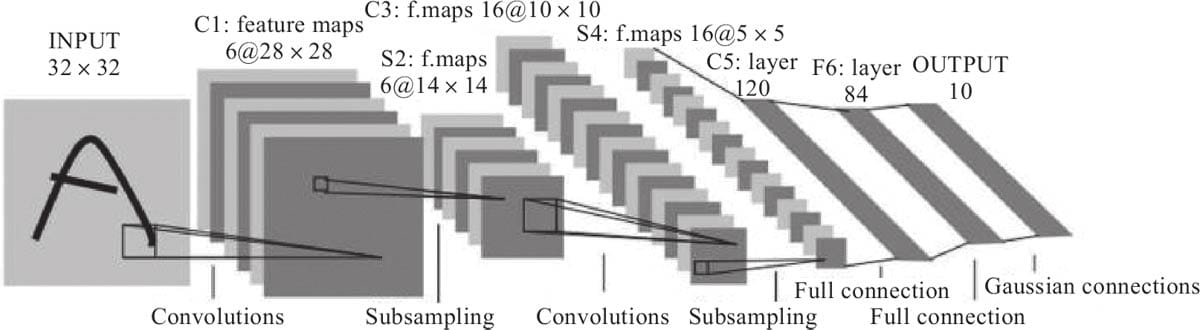 INPUT
32 × 32
C1: feature maps
6@28 × 28
S2: f.maps
6@14 × 14
C3: f.maps 16@10 × 10
S4: f.maps 16@5 × 5
C5: layer
120
F6: layer
84
OUTPUT
10
Convolutions
Subsampling
Convolutions
Subsampling
Full connection
Full connection
Gaussian connections